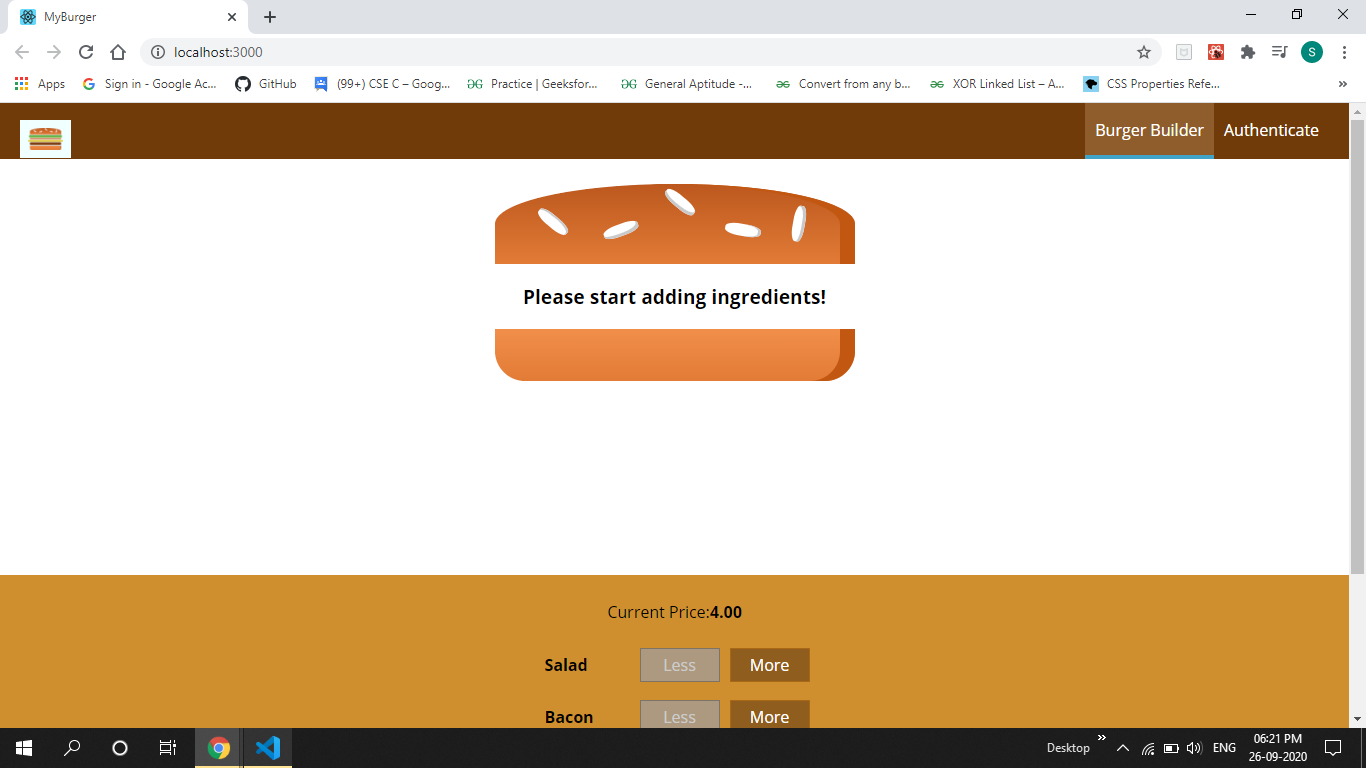 MyBurger
localhost:3000
S
Apps Sign in - Google Ac... GitHub (99+) CSE C – Goog... Practice | Geeksfor... General Aptitude -... Convert from any b... XOR Linked List – A... CSS Properties Refe... »
Burger Builder Authenticate
Please start adding ingredients!
Current Price:4.00
Salad Less More
Bacon Less More
Desktop » ENG 06:21 PM
26-09-2020